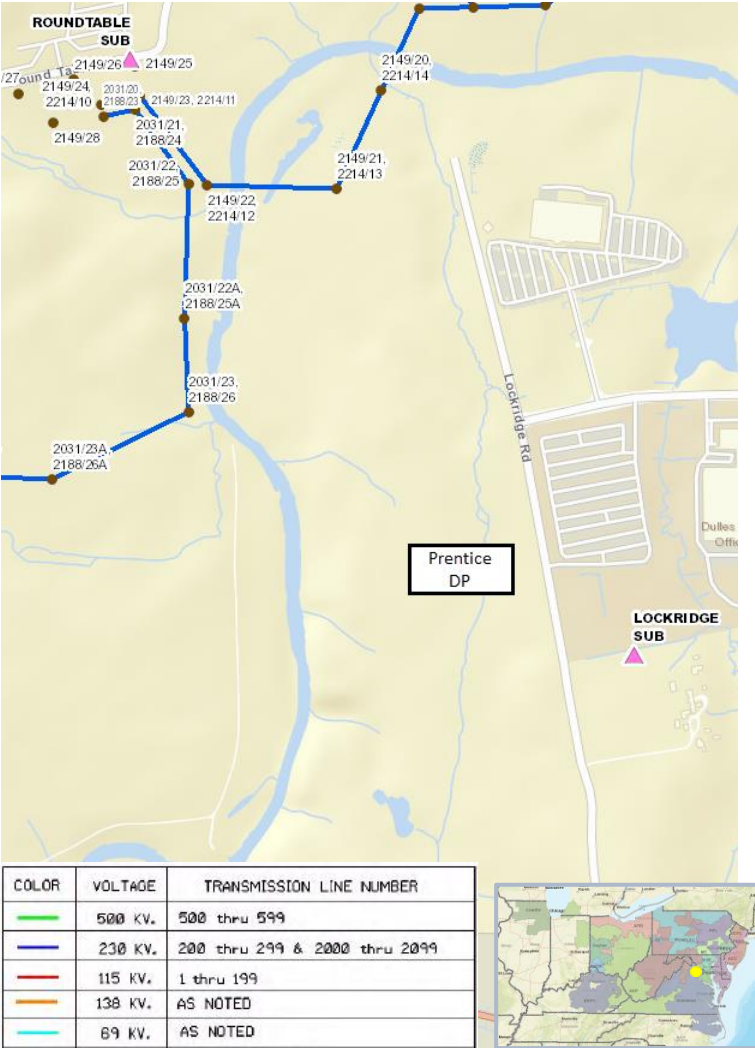 ROUNDTABLE
SUB
2149/26
2149/25
/27
ound Ta
2149/24,
2214/10
2031/20,
2188/23
2149/23, 2214/11
2149/28
2031/21,
2188/24
2031/22,
2188/25
2149/20,
2214/14
2149/21,
2214/13
2149/22,
2214/12
2031/22A,
2188/25A
2031/23,
2188/26
2031/23A,
2188/26A
Lockridge Rd
Dulles
Offic
Prentice
DP
LOCKRIDGE
SUB
COLOR VOLTAGE TRANSMISSION LINE NUMBER
500 KV. 500 thru 599
230 KV. 200 thru 299 & 2000 thru 2099
115 KV. 1 thru 199
138 KV. AS NOTED
69 KV. AS NOTED